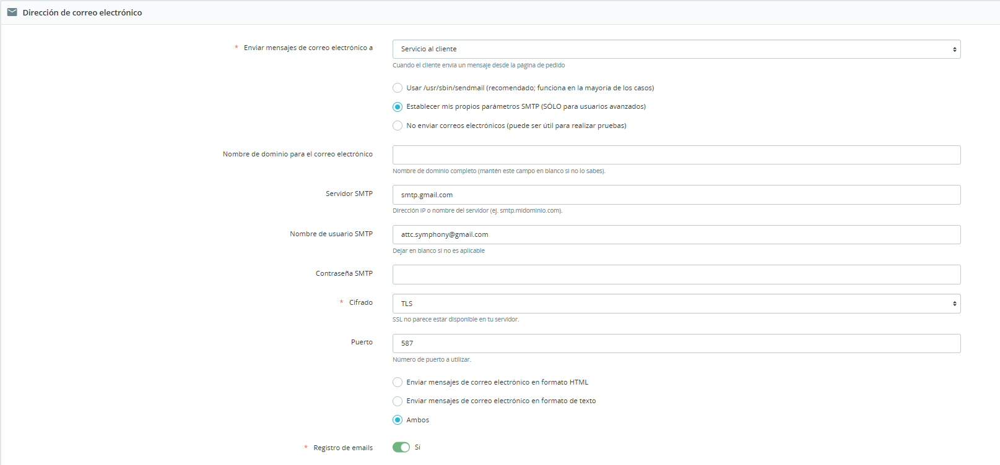 Dirección de correo electrónico
* Enviar mensajes de correo electrónico a
Servicio al cliente
Cuando el cliente envía un mensaje desde la página de pedido
Usar /usr/sbin/sendmail (recomendado; funciona en la mayoría de los casos)
Establecer mis propios parámetros SMTP (SÓLO para usuarios avanzados)
No enviar correos electrónicos (puede ser útil para realizar pruebas)
Nombre de dominio para el correo electrónico
Nombre de dominio completo (mantén este campo en blanco si no lo sabes).
Servidor SMTP
smtp.gmail.com
Dirección IP o nombre del servidor (ej. smtp.midominio.com).
Nombre de usuario SMTP
attc.symphony@gmail.com
Dejar en blanco si no es aplicable
Contraseña SMTP
* Cifrado
TLS
SSL no parece estar disponible en tu servidor.
Puerto
587
Número de puerto a utilizar.
Enviar mensajes de correo electrónico en formato HTML
Enviar mensajes de correo electrónico en formato de texto
Ambos
* Registro de emails
Sí